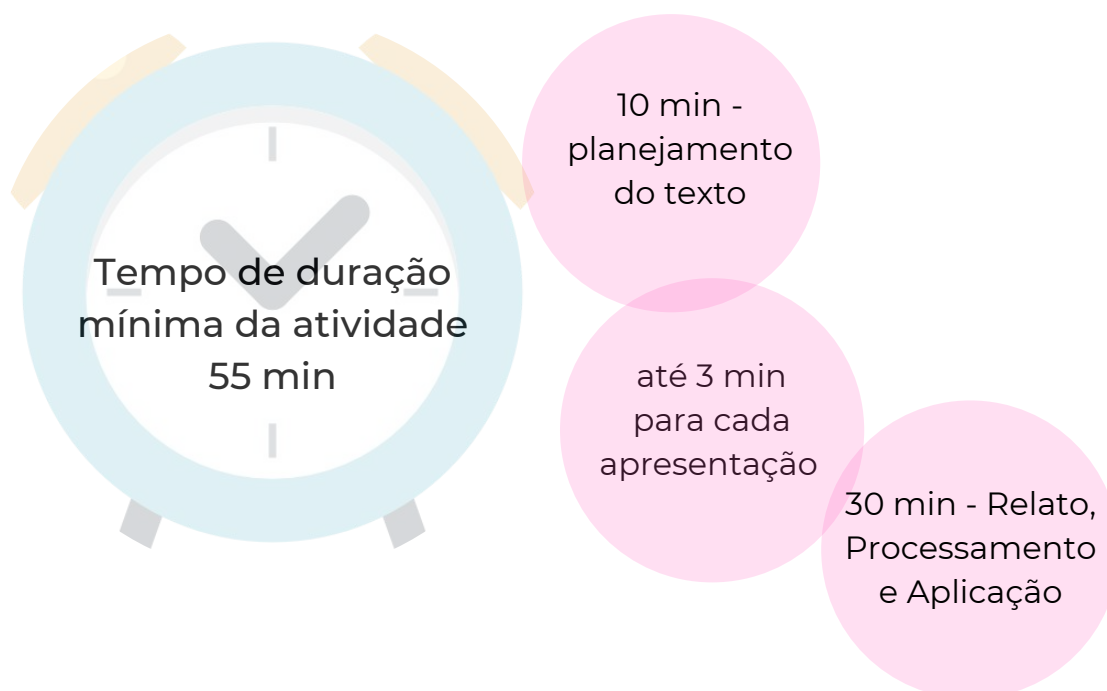 Tempo de duração
mínima da atividade
55 min
10 min -
planejamento
do texto
até 3 min
para cada
apresentação
30 min - Relato,
Processamento
e Aplicação